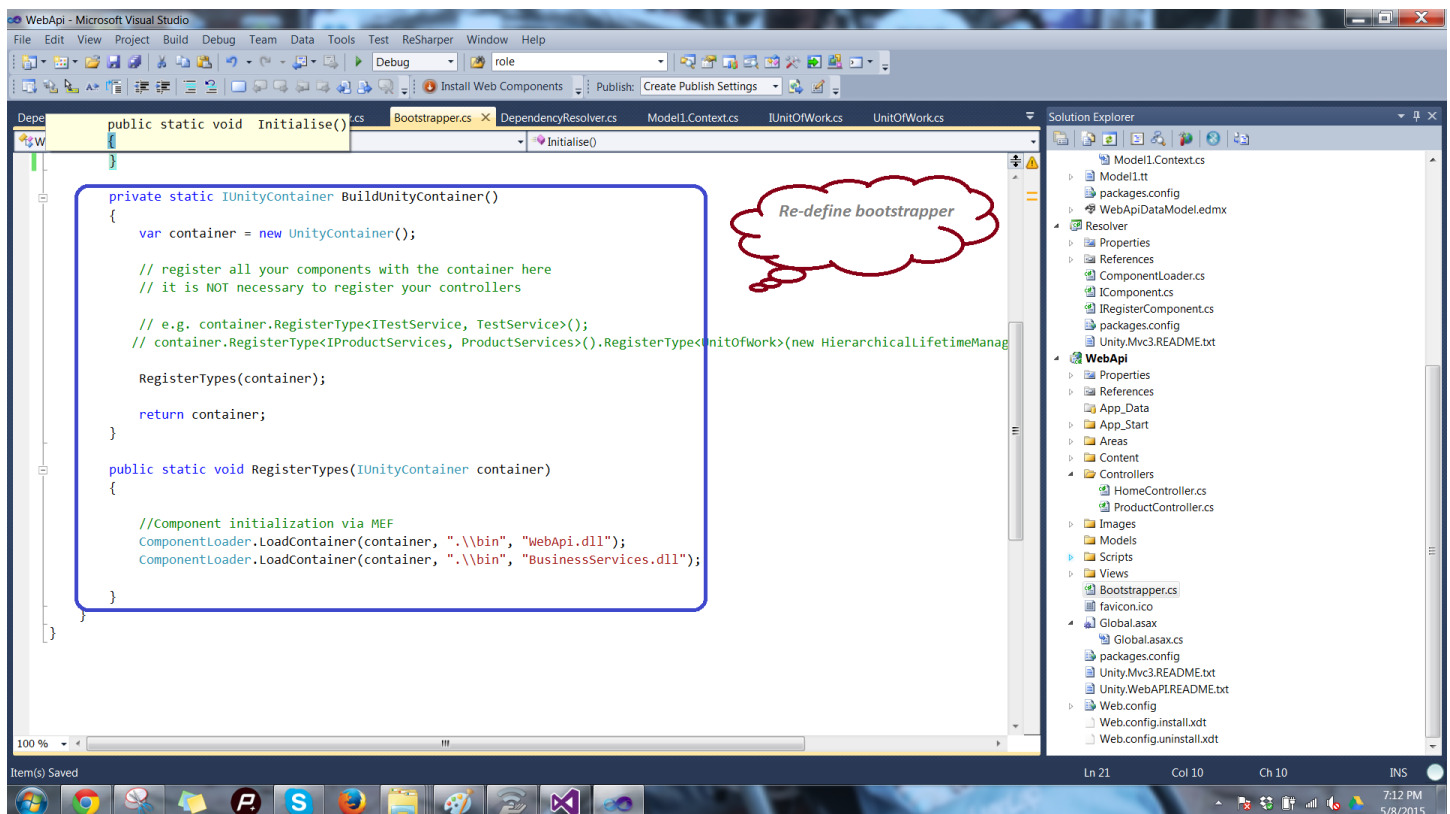 WebApi - Microsoft Visual Studio
File Edit View Project Build Debug Team Data Tools Test ReSharper Window Help
Debug role
Install Web Components Publish: Create Publish Settings
Depe .cs Bootstrapper.cs DependencyResolver.cs Model1.Context.cs IUnitOfWork.cs UnitOfWork.cs
public static void Initialise()
{
W Initialise()
}
private static IUnityContainer BuildUnityContainer()
{
var container = new UnityContainer();
// register all your components with the container here
// it is NOT necessary to register your controllers
// e.g. container.RegisterType<ITestService, TestService>();
// container.RegisterType<IProductServices, ProductServices>().RegisterType<UnitOfWork>(new HierarchicalLifetimeManag
RegisterTypes(container);
return container;
}
public static void RegisterTypes(IUnityContainer container)
{
//Component initialization via MEF
ComponentLoader.LoadContainer(container, ".\\bin", "WebApi.dll");
ComponentLoader.LoadContainer(container, ".\\bin", "BusinessServices.dll");
}
}
}
Re-define bootstrapper
100 %
Solution Explorer
Model1.Context.cs
Model1.tt
packages.config
WebApiDataModel.edmx
Resolver
Properties
References
ComponentLoader.cs
IComponent.cs
IRegisterComponent.cs
packages.config
Unity.Mvc3.README.txt
WebApi
Properties
References
App_Data
App_Start
Areas
Content
Controllers
HomeController.cs
ProductController.cs
Images
Models
Scripts
Views
Bootstrapper.cs
favicon.ico
Global.asax
Global.asax.cs
packages.config
Unity.Mvc3.README.txt
Unity.WebAPI.README.txt
Web.config
Web.config.install.xdt
Web.config.uninstall.xdt
Item(s) Saved Ln 21 Col 10 Ch 10 INS
7:12 PM
5/8/2015